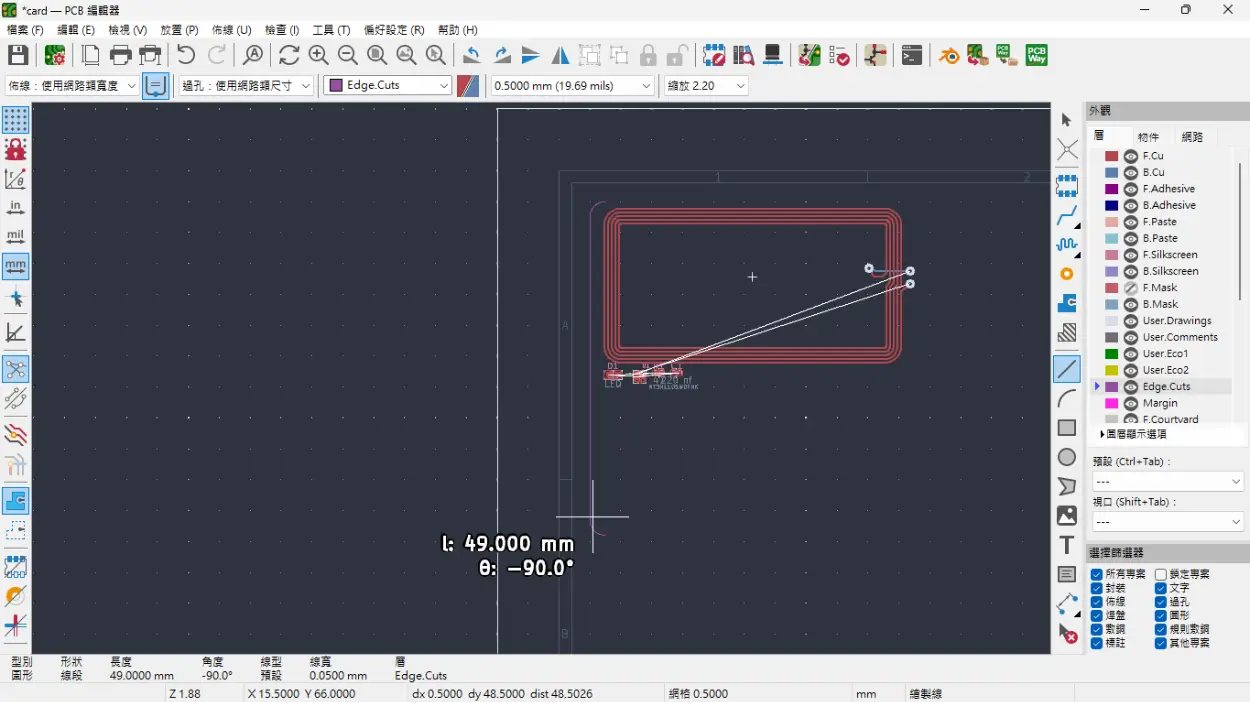 *card — PCB 編輯器
檔案 (F) 編輯 (E) 檢視 (V) 放置 (P) 佈線 (U) 檢查 (I) 工具 (T) 偏好設定 (R) 幫助 (H)
佈線：使用網路類寬度 過孔：使用網路類尺寸 Edge.Cuts 0.5000 mm (19.69 mils) 縮放 2.20
外觀
層 物件 網路
F.Cu
B.Cu
F.Adhesive
B.Adhesive
F.Paste
B.Paste
F.Silkscreen
B.Silkscreen
F.Mask
B.Mask
User.Drawings
User.Comments
User.Eco1
User.Eco2
Edge.Cuts
Margin
F.Courtyard
圖層顯示選項
預設 (Ctrl+Tab)：
---
視口 (Shift+Tab)：
---
選擇篩選器
所有專案 鎖定專案
封裝 文字
佈線 過孔
焊盤 圖形
敷銅 規則敷銅
標註 其他專案
in
mil
mm
1 2
A
D1
LED
220 nf
l: 49.000 mm
θ: −90.0°
B
型別 形狀 長度 角度 線型 線寬 層
圖形 線段 49.0000 mm -90.0° 預設 0.0500 mm Edge.Cuts
Z 1.88 X 15.5000 Y 66.0000 dx 0.5000 dy 48.5000 dist 48.5026 網格 0.5000 mm 繪製線